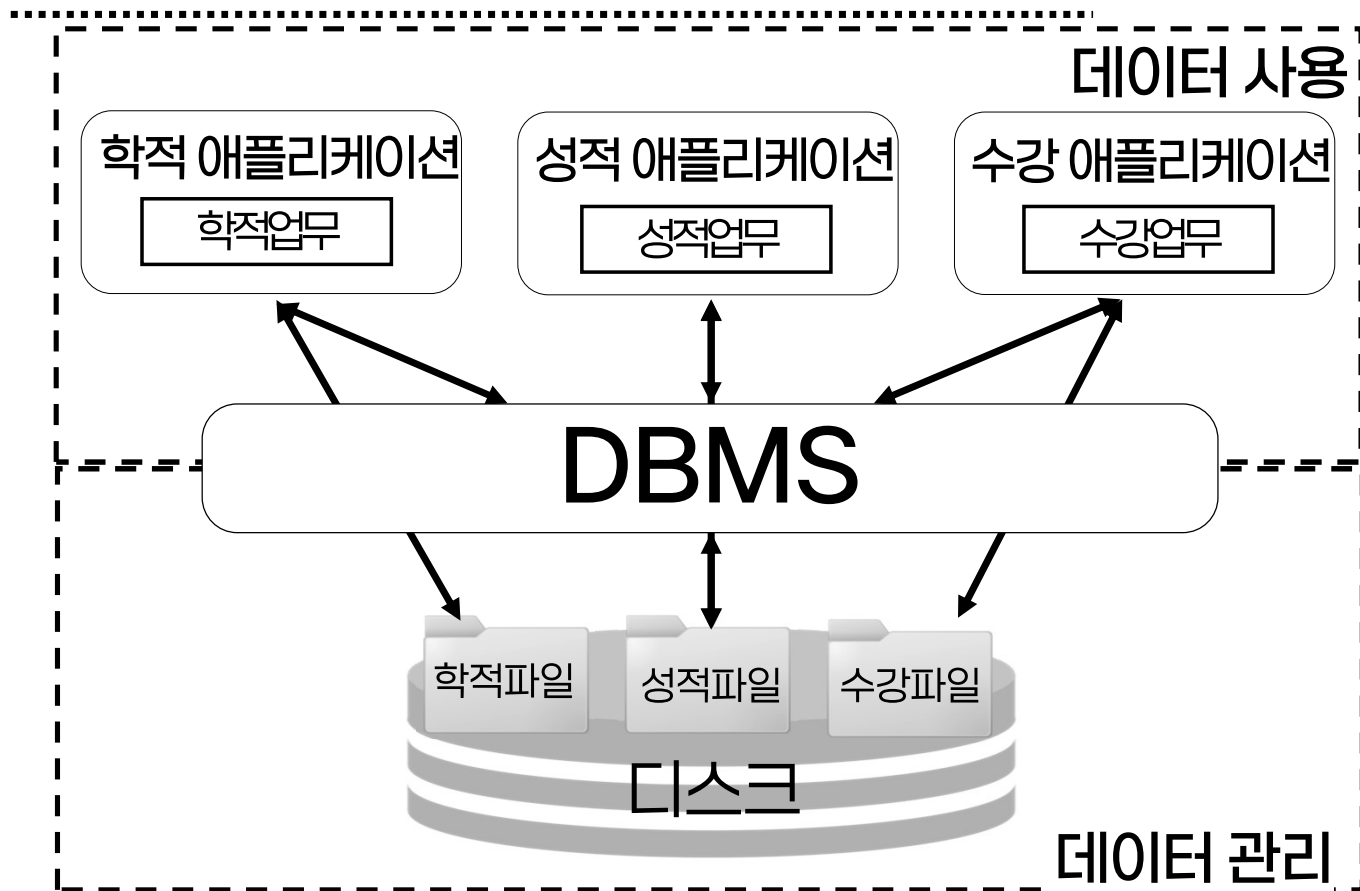 데이터 사용
학적 애플리케이션
학적업무
성적 애플리케이션
성적업무
수강 애플리케이션
수강업무
DBMS
학적파일
성적파일
수강파일
디스크
데이터 관리